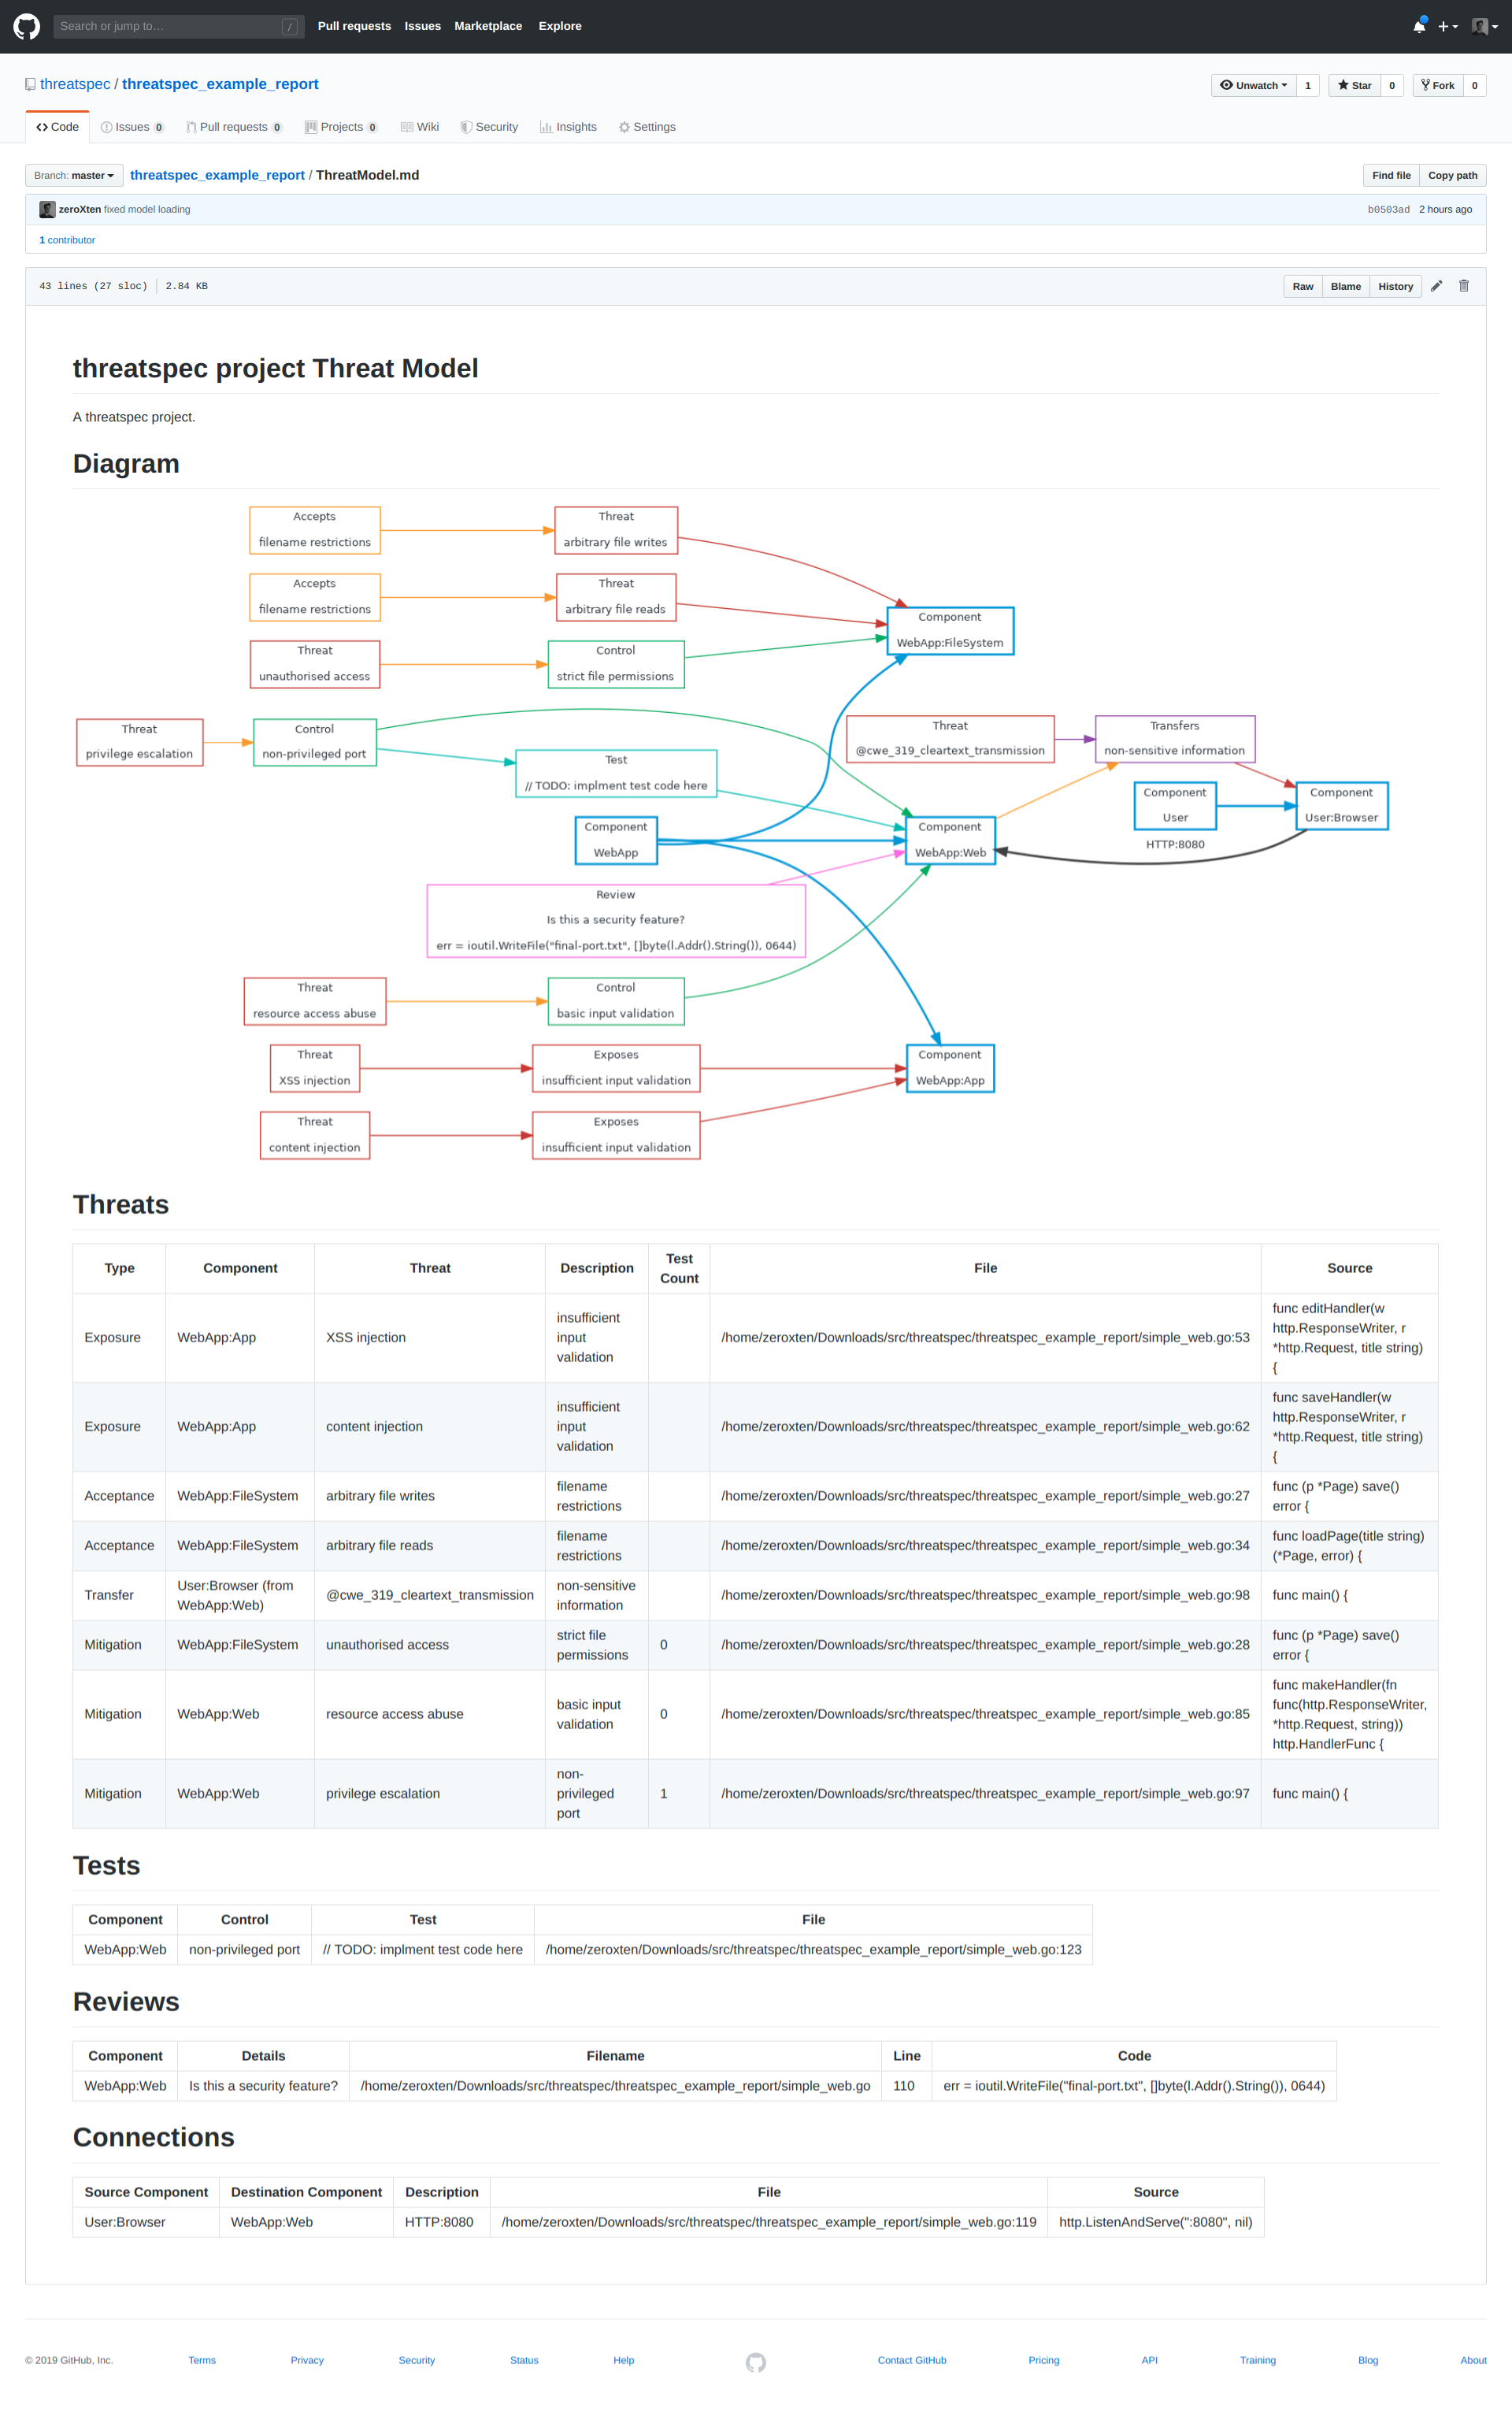 Search or jump to…
/
Pull requests Issues Marketplace Explore
threatspec / threatspec_example_report
Unwatch 1 Star 0 Fork 0
Code Issues 0 Pull requests 0 Projects 0 Wiki Security Insights Settings
Branch: master threatspec_example_report / ThreatModel.md Find file Copy path
zeroXten fixed model loading b0503ad 2 hours ago
1 contributor
43 lines (27 sloc) 2.84 KB Raw Blame History
threatspec project Threat Model
A threatspec project.
Diagram
Accepts
filename restrictions
Threat
arbitrary file writes
Accepts
filename restrictions
Threat
arbitrary file reads
Component
WebApp:FileSystem
Threat
unauthorised access
Control
strict file permissions
Threat
privilege escalation
Control
non-privileged port
Threat
@cwe_319_cleartext_transmission
Transfers
non-sensitive information
Test
// TODO: implment test code here
Component
User
Component
User:Browser
Component
WebApp
Component
WebApp:Web
HTTP:8080
Review
Is this a security feature?
err = ioutil.WriteFile("final-port.txt", []byte(l.Addr().String()), 0644)
Threat
resource access abuse
Control
basic input validation
Threat
XSS injection
Exposes
insufficient input validation
Component
WebApp:App
Threat
content injection
Exposes
insufficient input validation
Threats
Type Component Threat Description Test Count File Source
Exposure WebApp:App XSS injection insufficient input validation /home/zeroxten/Downloads/src/threatspec/threatspec_example_report/simple_web.go:53 func editHandler(w http.ResponseWriter, r *http.Request, title string) {
Exposure WebApp:App content injection insufficient input validation /home/zeroxten/Downloads/src/threatspec/threatspec_example_report/simple_web.go:62 func saveHandler(w http.ResponseWriter, r *http.Request, title string) {
Acceptance WebApp:FileSystem arbitrary file writes filename restrictions /home/zeroxten/Downloads/src/threatspec/threatspec_example_report/simple_web.go:27 func (p *Page) save() error {
Acceptance WebApp:FileSystem arbitrary file reads filename restrictions /home/zeroxten/Downloads/src/threatspec/threatspec_example_report/simple_web.go:34 func loadPage(title string) (*Page, error) {
Transfer User:Browser (from WebApp:Web) @cwe_319_cleartext_transmission non-sensitive information /home/zeroxten/Downloads/src/threatspec/threatspec_example_report/simple_web.go:98 func main() {
Mitigation WebApp:FileSystem unauthorised access strict file permissions 0 /home/zeroxten/Downloads/src/threatspec/threatspec_example_report/simple_web.go:28 func (p *Page) save() error {
Mitigation WebApp:Web resource access abuse basic input validation 0 /home/zeroxten/Downloads/src/threatspec/threatspec_example_report/simple_web.go:85 func makeHandler(fn func(http.ResponseWriter, *http.Request, string)) http.HandlerFunc {
Mitigation WebApp:Web privilege escalation non-privileged port 1 /home/zeroxten/Downloads/src/threatspec/threatspec_example_report/simple_web.go:97 func main() {
Tests
Component Control Test File
WebApp:Web non-privileged port // TODO: implment test code here /home/zeroxten/Downloads/src/threatspec/threatspec_example_report/simple_web.go:123
Reviews
Component Details Filename Line Code
WebApp:Web Is this a security feature? /home/zeroxten/Downloads/src/threatspec/threatspec_example_report/simple_web.go 110 err = ioutil.WriteFile("final-port.txt", []byte(l.Addr().String()), 0644)
Connections
Source Component Destination Component Description File Source
User:Browser WebApp:Web HTTP:8080 /home/zeroxten/Downloads/src/threatspec/threatspec_example_report/simple_web.go:119 http.ListenAndServe(":8080", nil)
© 2019 GitHub, Inc. Terms Privacy Security Status Help Contact GitHub Pricing API Training Blog About